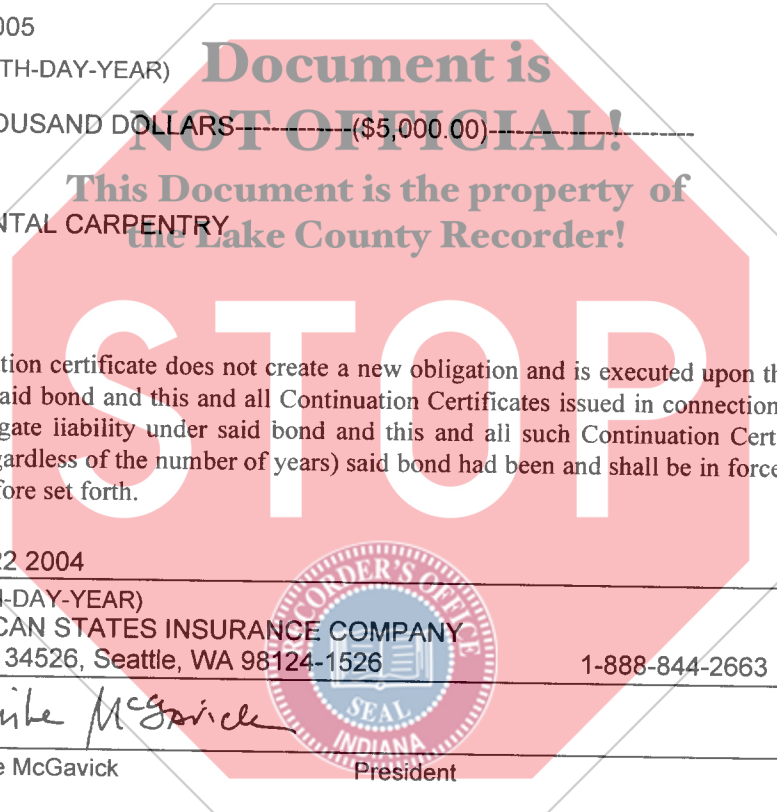 005
TH-DAY-YEAR)
Document is
NOT OFFICIAL!
OUSAND DOLLARS-------------($5,000.00)-----------------------
This Document is the property of
the Lake County Recorder!
NTAL CARPENTRY
STOP
tion certificate does not create a new obligation and is executed upon th
aid bond and this and all Continuation Certificates issued in connection
gate iiability under said bond and this and all such Continuation Cert
gardless of the number of years) said bond had been and shall be in force
fore set forth.
22 2004
H-DAY-YEAR)
CAN STATES INSURANCE COMPANY
34526, Seattle, WA 98124-1526 1-888-844-2663
RECORDER'S OFFICE
SEAL
INDIANA
Mike McGavick
e McGavick President